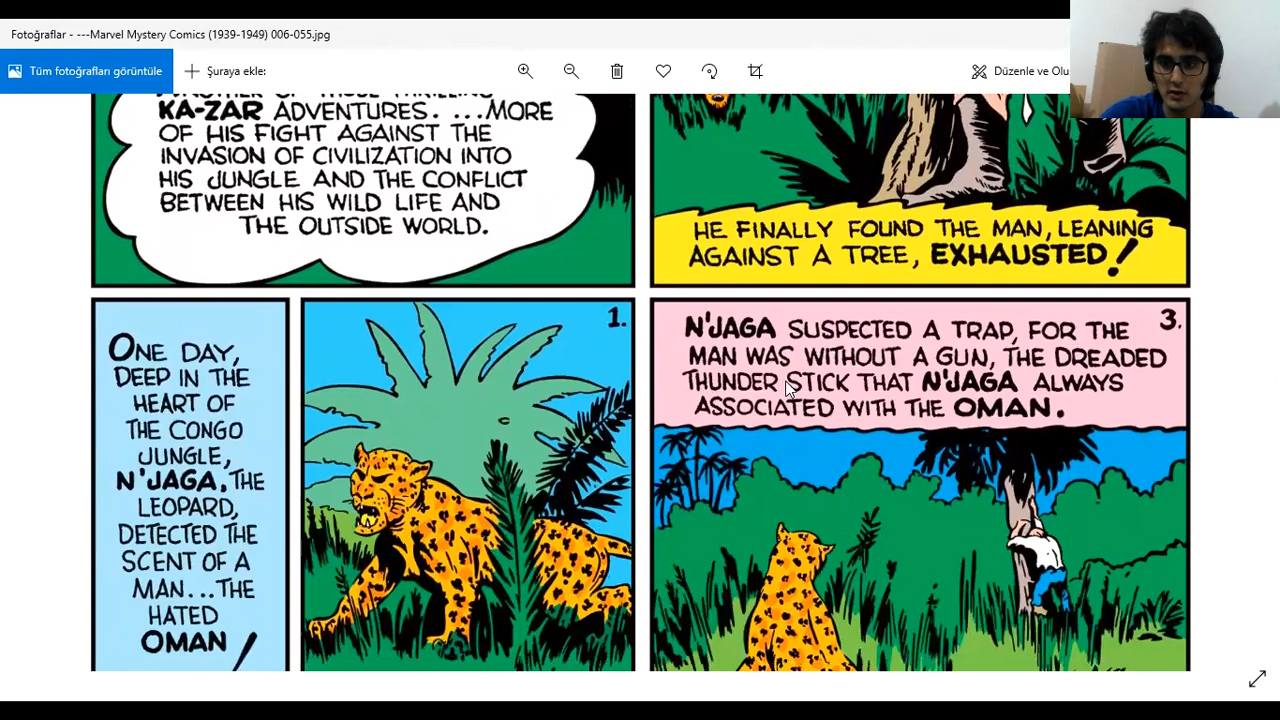 Fotoğraflar - ---Marvel Mystery Comics (1939-1949) 006-055.jpg
Tüm fotoğrafları görüntüle
Şuraya ekle:
Düzenle ve Olu
KA-ZAR ADVENTURES. ...MORE
OF HIS FIGHT AGAINST THE
INVASION OF CIVILIZATION INTO
HIS JUNGLE AND THE CONFLICT
BETWEEN HIS WILD LIFE AND
THE OUTSIDE WORLD.
HE FINALLY FOUND THE MAN, LEANING
AGAINST A TREE, EXHAUSTED!
ONE DAY,
DEEP IN THE
HEART OF
THE CONGO
JUNGLE,
N'JAGA, THE
LEOPARD,
DETECTED THE
SCENT OF A
MAN...THE
HATED
OMAN!
1.
3.
N'JAGA SUSPECTED A TRAP, FOR THE
MAN WAS WITHOUT A GUN, THE DREADED
THUNDER STICK THAT N'JAGA ALWAYS
ASSOCIATED WITH THE OMAN.